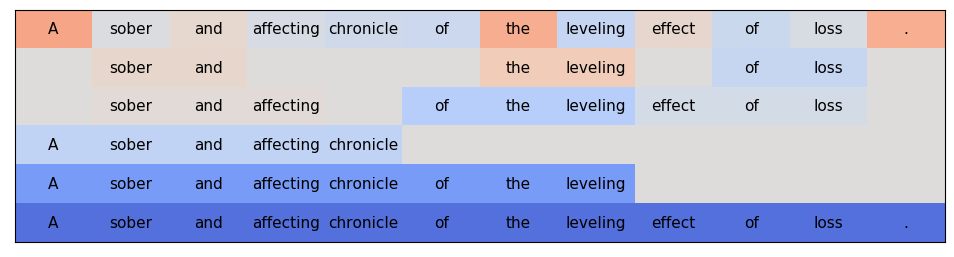 A sober and affecting chronicle of the leveling effect of loss .
sober and the leveling of loss
sober and affecting of the leveling effect of loss
A sober and affecting chronicle
A sober and affecting chronicle of the leveling
A sober and affecting chronicle of the leveling effect of loss .